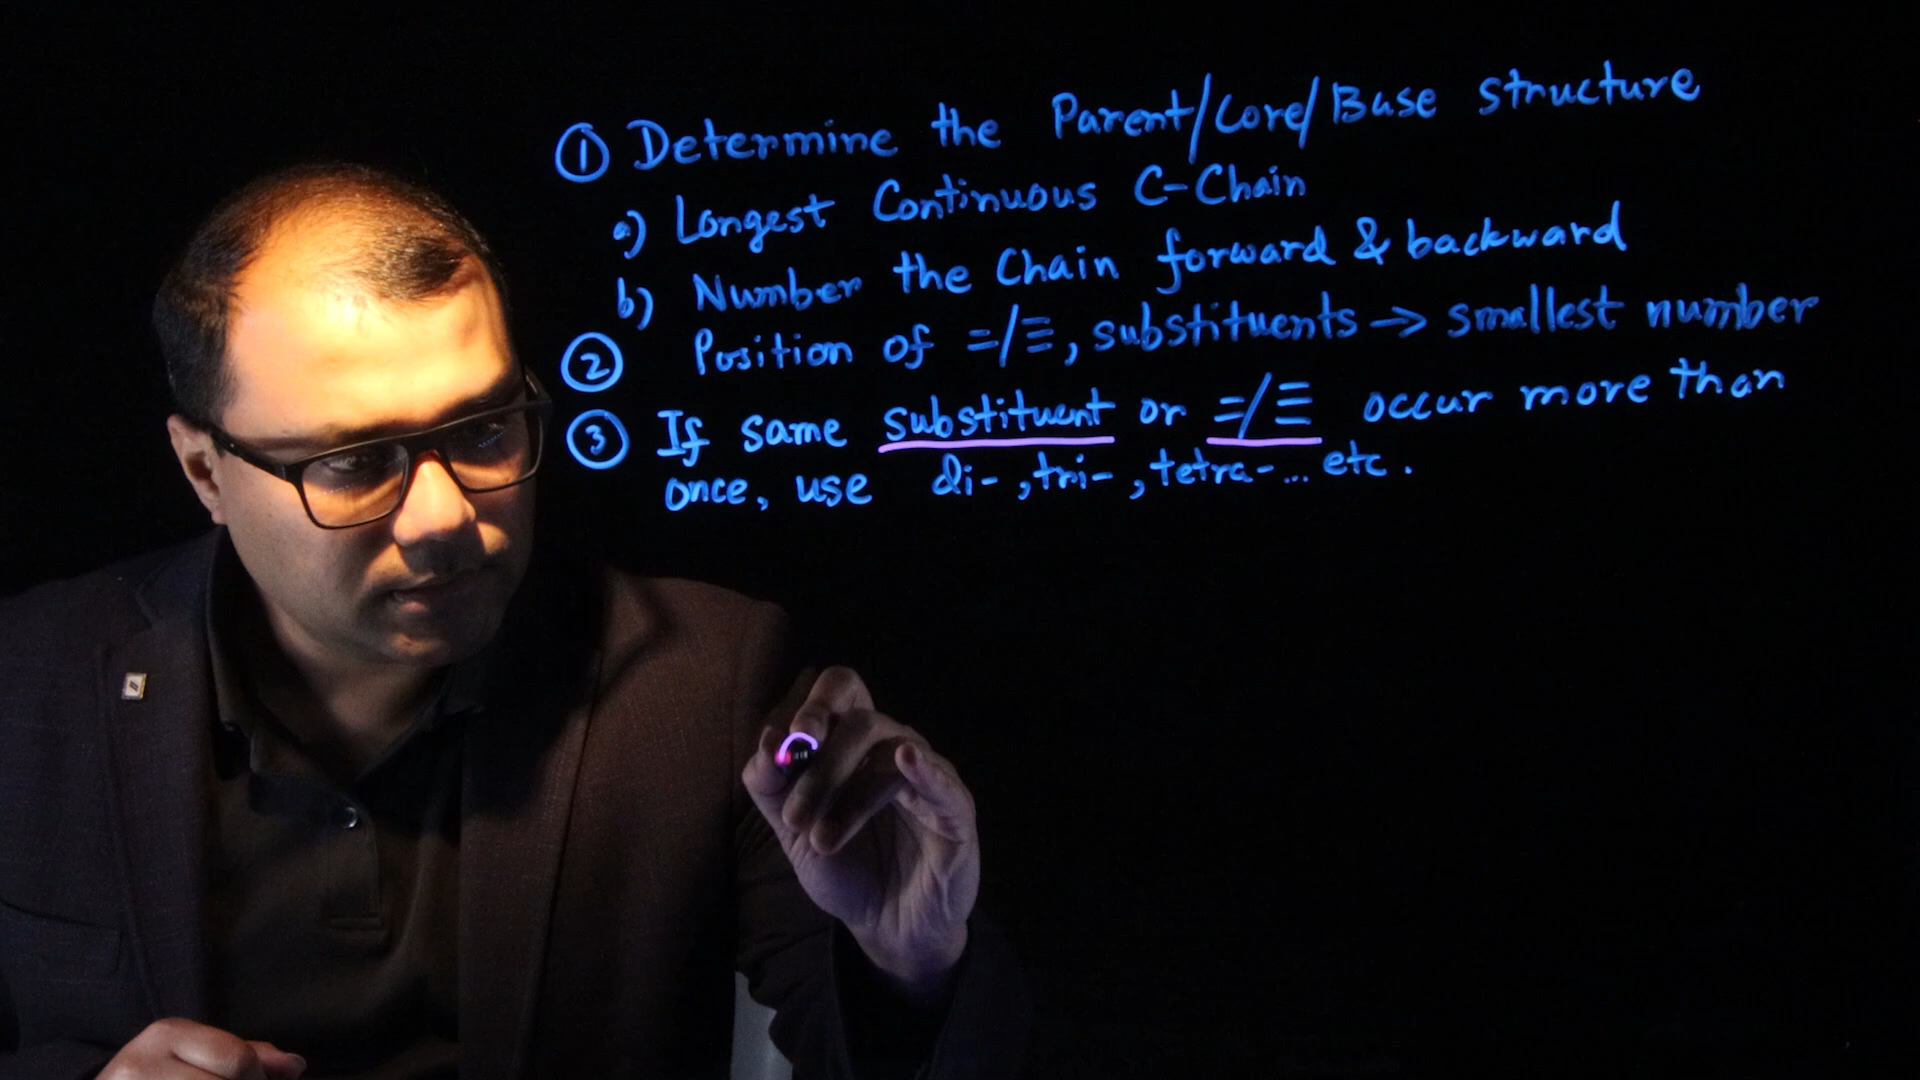 ① Determine the Parent/Core/Base structure
a) Longest Continuous C-Chain
b) Number the Chain forward & backward
② Position of =/≡, substituents → smallest number
③ If same substituent or =/≡ occur more than
once, use di-, tri-, tetra-... etc.